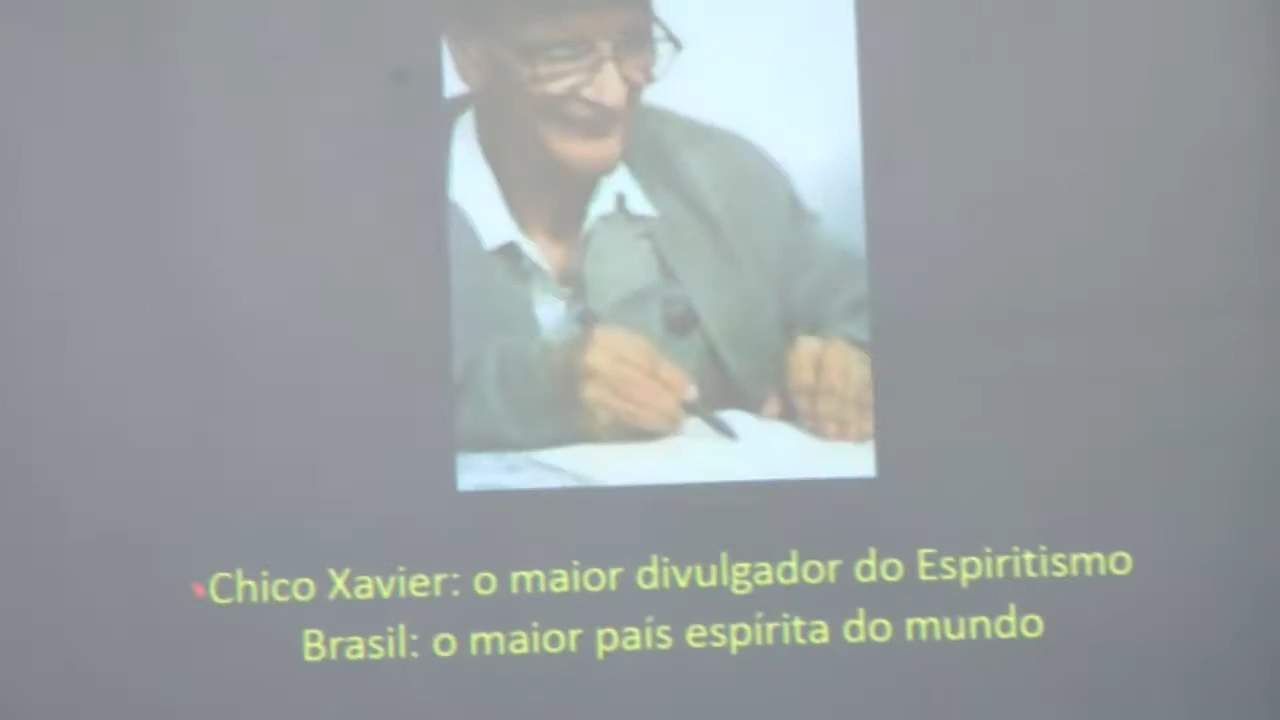 Chico Xavier: o maior divulgador do Espiritismo
Brasil: o maior país espírita do mundo